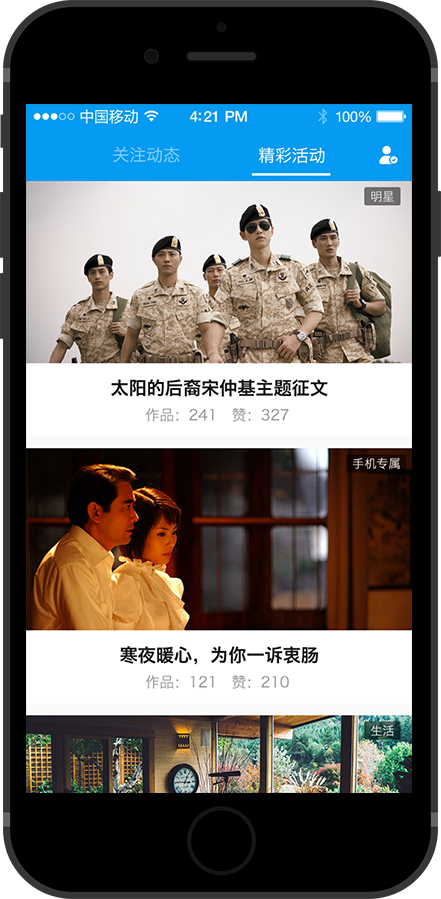 中国移动 4:21 PM 100%
关注动态 精彩活动
明星
太阳的后裔宋仲基主题征文
作品：241 赞：327
手机专属
寒夜暖心，为你一诉衷肠
作品：121 赞：210
生活